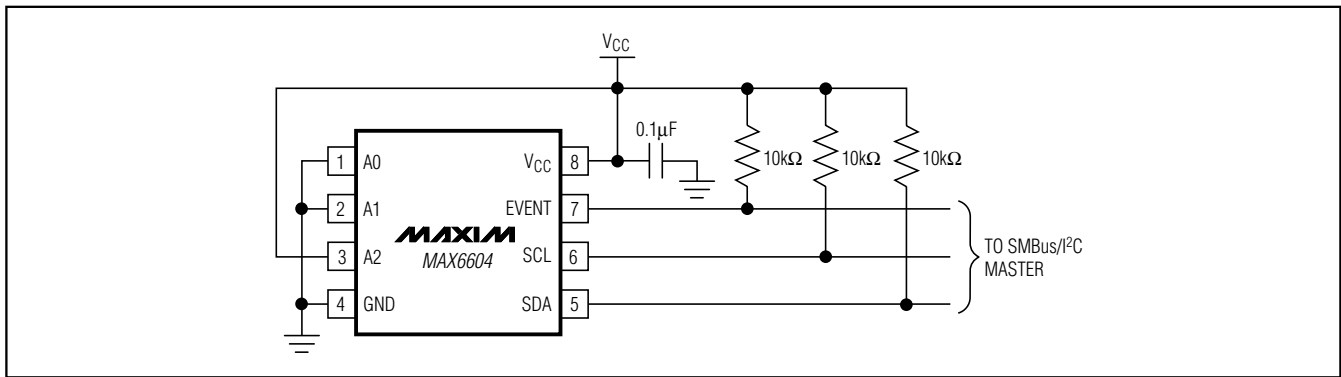 VCC
0.1µF
10kΩ 10kΩ 10kΩ
1 A0
2 A1
3 A2
4 GND
MAXIM
MAX6604
VCC 8
EVENT 7
SCL 6
SDA 5
TO SMBus/I²C
MASTER